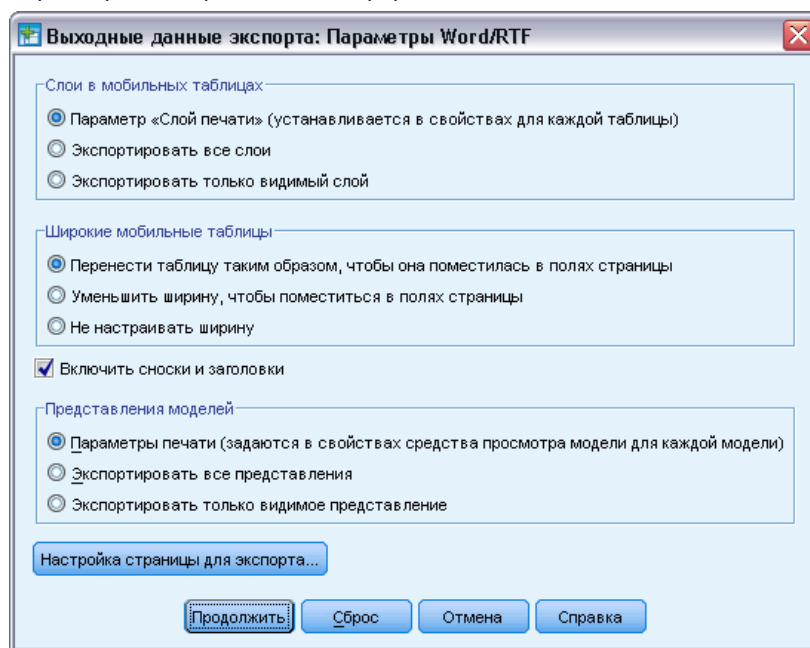 Выходные данные экспорта: Параметры Word/RTF
Слои в мобильных таблицах
Параметр «Слой печати» (устанавливается в свойствах для каждой таблицы)
Экспортировать все слои
Экспортировать только видимый слой
Широкие мобильные таблицы
Перенести таблицу таким образом, чтобы она поместилась в полях страницы
Уменьшить ширину, чтобы поместиться в полях страницы
Не настраивать ширину
Включить сноски и заголовки
Представления моделей
Параметры печати (задаются в свойствах средства просмотра модели для каждой модели)
Экспортировать все представления
Экспортировать только видимое представление
Настройка страницы для экспорта...
Продолжить Сброс Отмена Справка